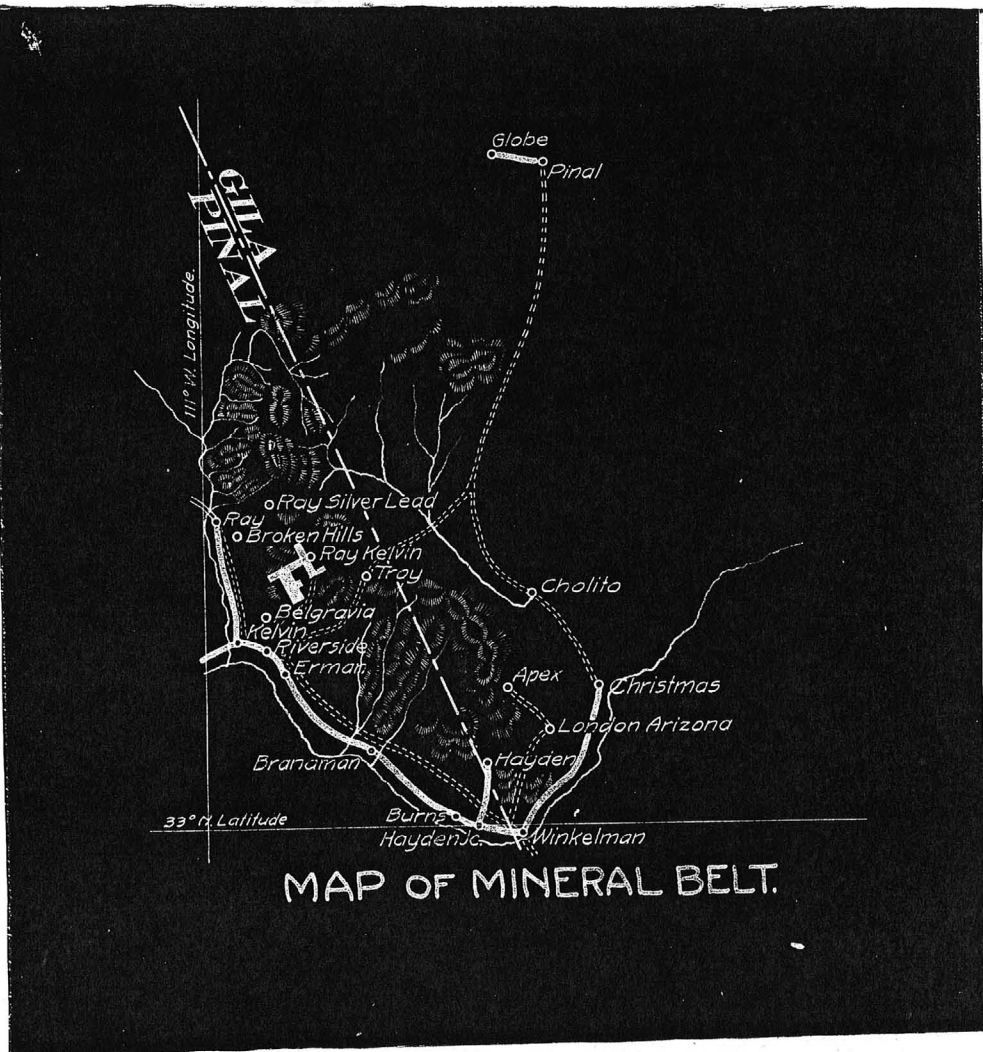 Globe
Pinal
GILA
PINAL
111° W. Longitude.
Ray Silver Lead
Ray
Broken Hills
Ray Kelvin
Troy
Cholito
Belgravia
Kelvin
Riverside
Erman
Apex
Christmas
London Arizona
Branaman
Hayden
33° N. Latitude
Burns
Hayden Jc.
Winkelman
MAP OF MINERAL BELT.